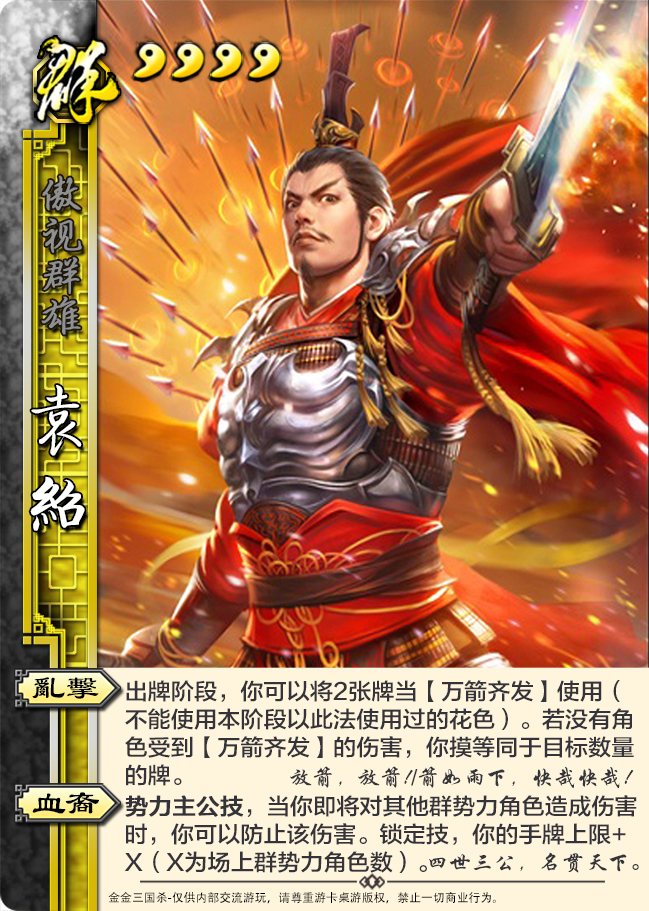 群
傲视群雄
袁紹
亂擊
出牌阶段，你可以将2张牌当【万箭齐发】使用（
不能使用本阶段以此法使用过的花色）。若没有角
色受到【万箭齐发】的伤害，你摸等同于目标数量
的牌。 放箭，放箭！！箭如雨下，快哉快哉！
血裔
势力主公技，当你即将对其他群势力角色造成伤害
时，你可以防止该伤害。锁定技，你的手牌上限+
X（X为场上群势力角色数）。四世三公，名贯天下。
金金三国杀-仅供内部交流游玩，请尊重游卡桌游版权，禁止一切商业行为。